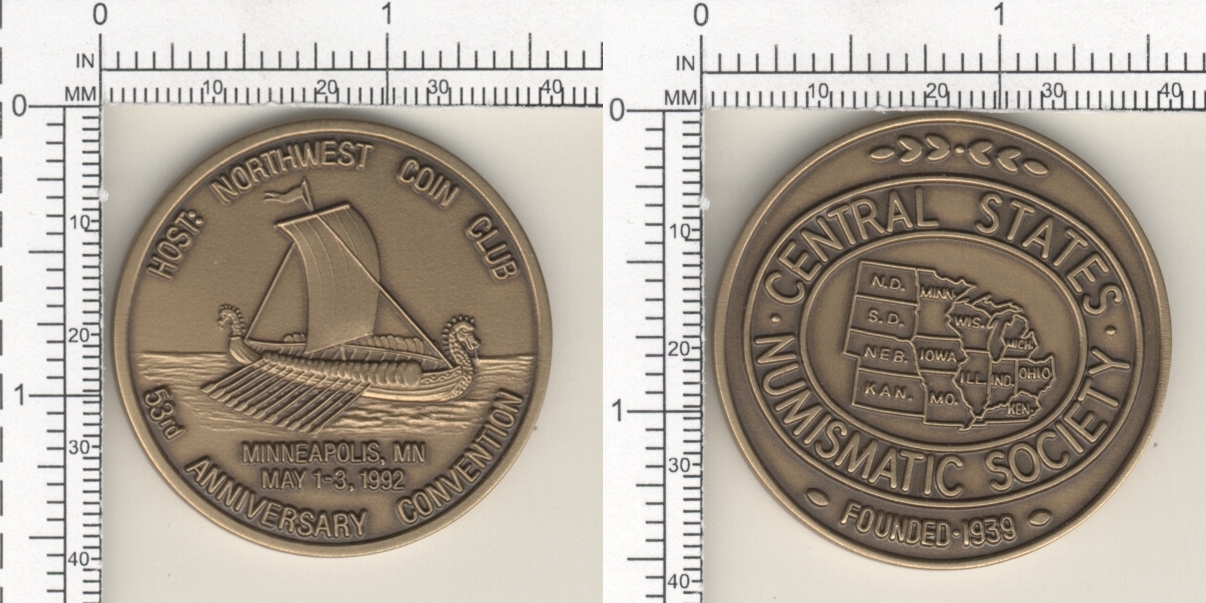 0 1
IN
MM 10 20 30 40
0
10
20
1
30
40
HOST: NORTHWEST COIN CLUB
53rd ANNIVERSARY CONVENTION
MINNEAPOLIS, MN
MAY 1-3, 1992
0 1
IN
MM 10 20 30 40
0
10
20
1
30
40
· CENTRAL STATES ·
NUMISMATIC SOCIETY
N.D. MINN.
S.D. WIS. MICH.
NEB. IOWA
ILL. IND. OHIO
KAN. MO. KEN.
FOUNDED·1939